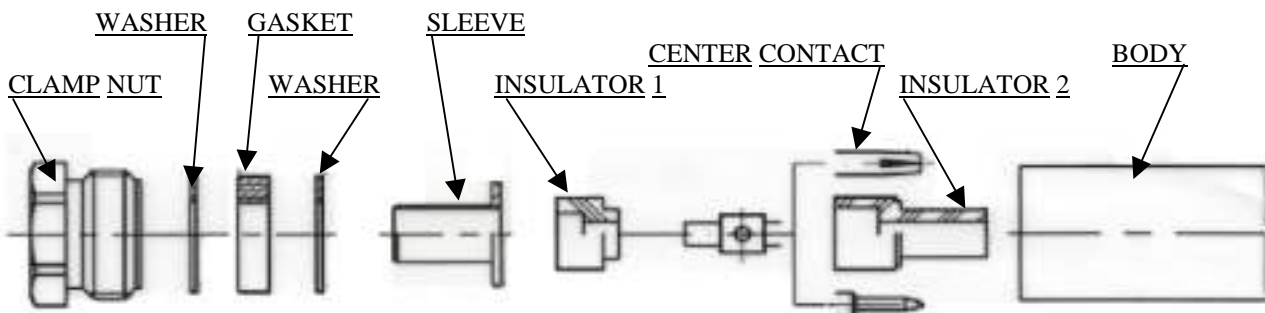 WASHER GASKET SLEEVE
CENTER CONTACT BODY
CLAMP NUT WASHER INSULATOR 1 INSULATOR 2